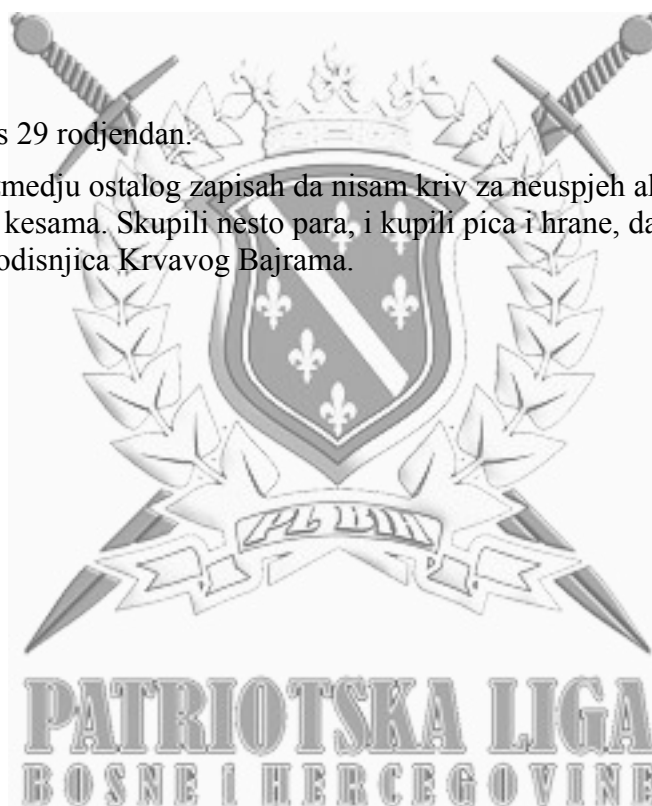 s 29 rodjendan.
medju ostalog zapisah da nisam kriv za neuspjeh ak
kesama. Skupili nesto para, i kupili pica i hrane, da
odisnjica Krvavog Bajrama.
PL BIH
PATRIOTSKA LIGA
BOSNE I HERCEGOVINE